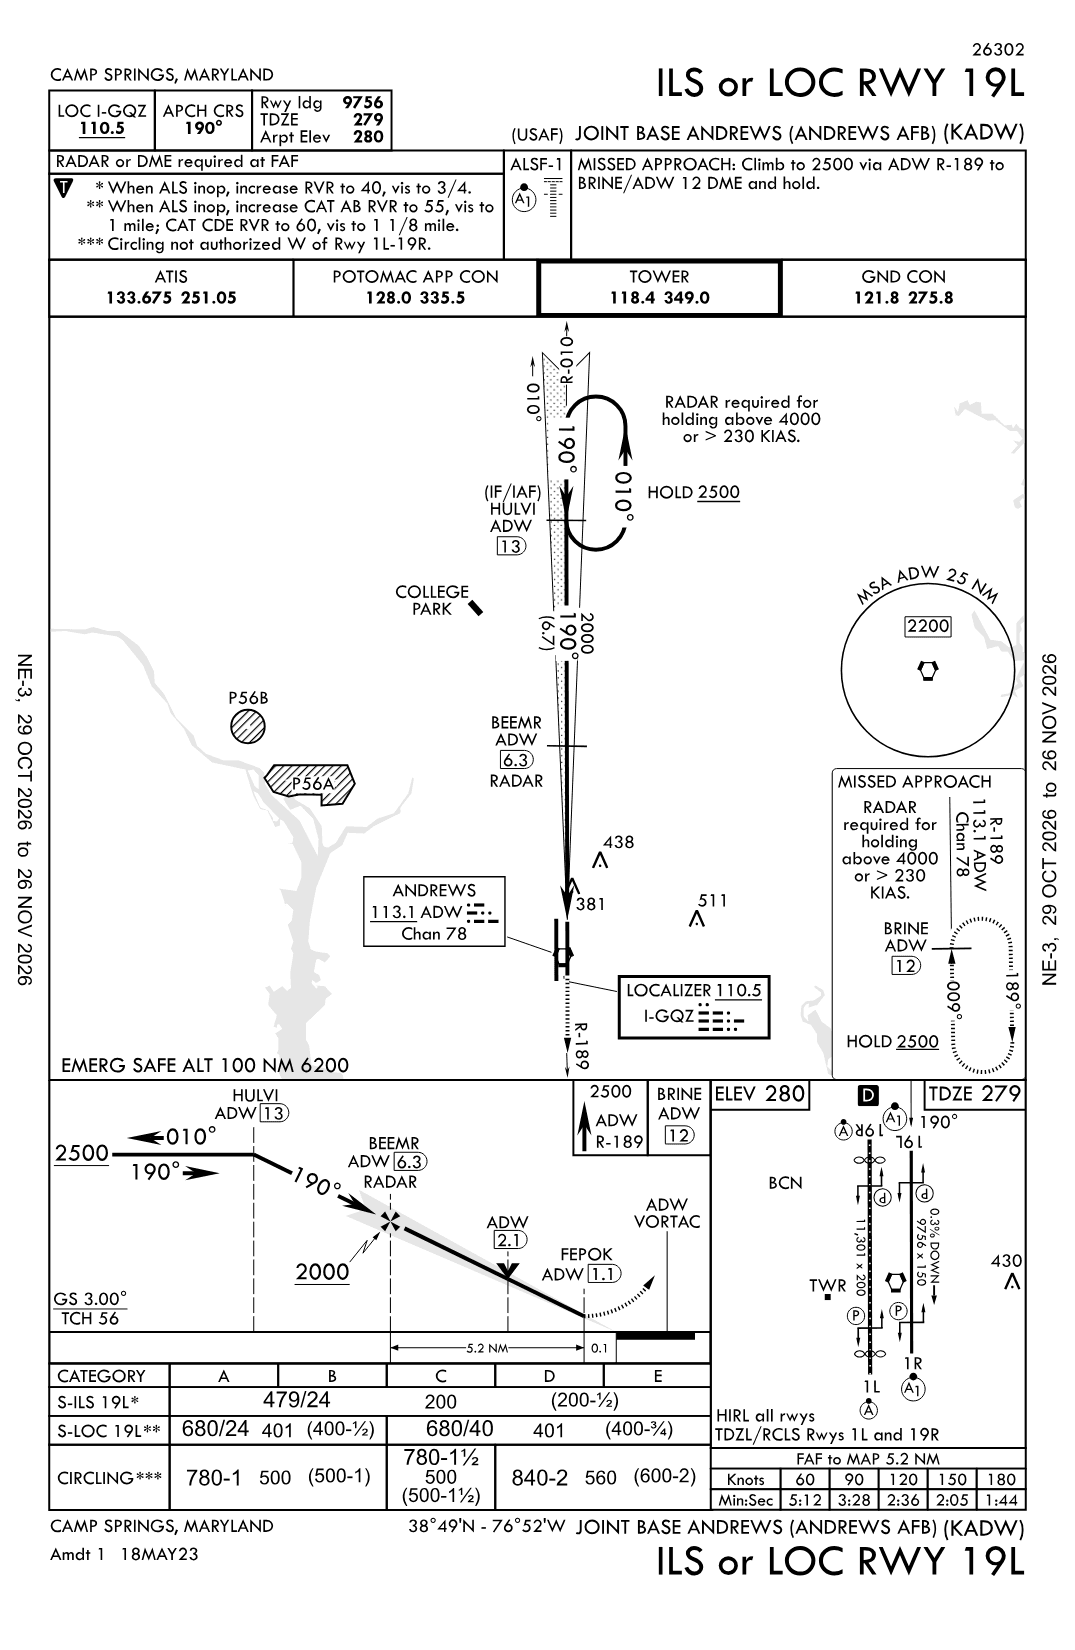 26302
CAMP SPRINGS, MARYLAND
ILS or LOC RWY 19L
LOC I-GQZ
110.5
APCH CRS
190°
Rwy ldg 9756
TDZE 279
Arpt Elev 280
(USAF) JOINT BASE ANDREWS (ANDREWS AFB) (KADW)
RADAR or DME required at FAF
T
* When ALS inop, increase RVR to 40, vis to 3/4.
** When ALS inop, increase CAT AB RVR to 55, vis to
1 mile; CAT CDE RVR to 60, vis to 1 1/8 mile.
*** Circling not authorized W of Rwy 1L-19R.
ALSF-1
A1
MISSED APPROACH: Climb to 2500 via ADW R-189 to
BRINE/ADW 12 DME and hold.
ATIS
133.675 251.05
POTOMAC APP CON
128.0 335.5
TOWER
118.4 349.0
GND CON
121.8 275.8
R-010
010°
190°
010°
RADAR required for
holding above 4000
or > 230 KIAS.
HOLD 2500
(IF/IAF)
HULVI
ADW
13
COLLEGE
PARK
2000
190°
(6.7)
MSA ADW 25 NM
2200
P56B
P56A
BEEMR
ADW
6.3
RADAR
438
381
511
ANDREWS
113.1 ADW
Chan 78
LOCALIZER 110.5
I-GQZ
R-189
MISSED APPROACH
RADAR
required for
holding
above 4000
or > 230
KIAS.
R-189
113.1 ADW
Chan 78
BRINE
ADW
12
009°
189°
HOLD 2500
EMERG SAFE ALT 100 NM 6200
NE-3, 29 OCT 2026 to 26 NOV 2026
NE-3, 29 OCT 2026 to 26 NOV 2026
HULVI
ADW 13
2500
010°
190°
190°
BEEMR
ADW 6.3
RADAR
2000
ADW
2.1
FEPOK
ADW 1.1
ADW
VORTAC
2500
ADW
R-189
BRINE
ADW
12
GS 3.00°
TCH 56
5.2 NM
0.1
ELEV 280
D
TDZE 279
A
19R
A1
19L
190°
BCN
P
P
11,301 x 200
9756 x 150
0.3% DOWN
TWR
430
P
P
1R
1L
A1
A
HIRL all rwys
TDZL/RCLS Rwys 1L and 19R
FAF to MAP 5.2 NM
Knots 60 90 120 150 180
Min:Sec 5:12 3:28 2:36 2:05 1:44
CATEGORY A B C D E
S-ILS 19L* 479/24 200 (200-½)
S-LOC 19L** 680/24 401 (400-½) 680/40 401 (400-¾)
CIRCLING*** 780-1 500 (500-1) 780-1½ 500 (500-1½) 840-2 560 (600-2)
CAMP SPRINGS, MARYLAND
38°49'N - 76°52'W JOINT BASE ANDREWS (ANDREWS AFB) (KADW)
Amdt 1 18MAY23
ILS or LOC RWY 19L